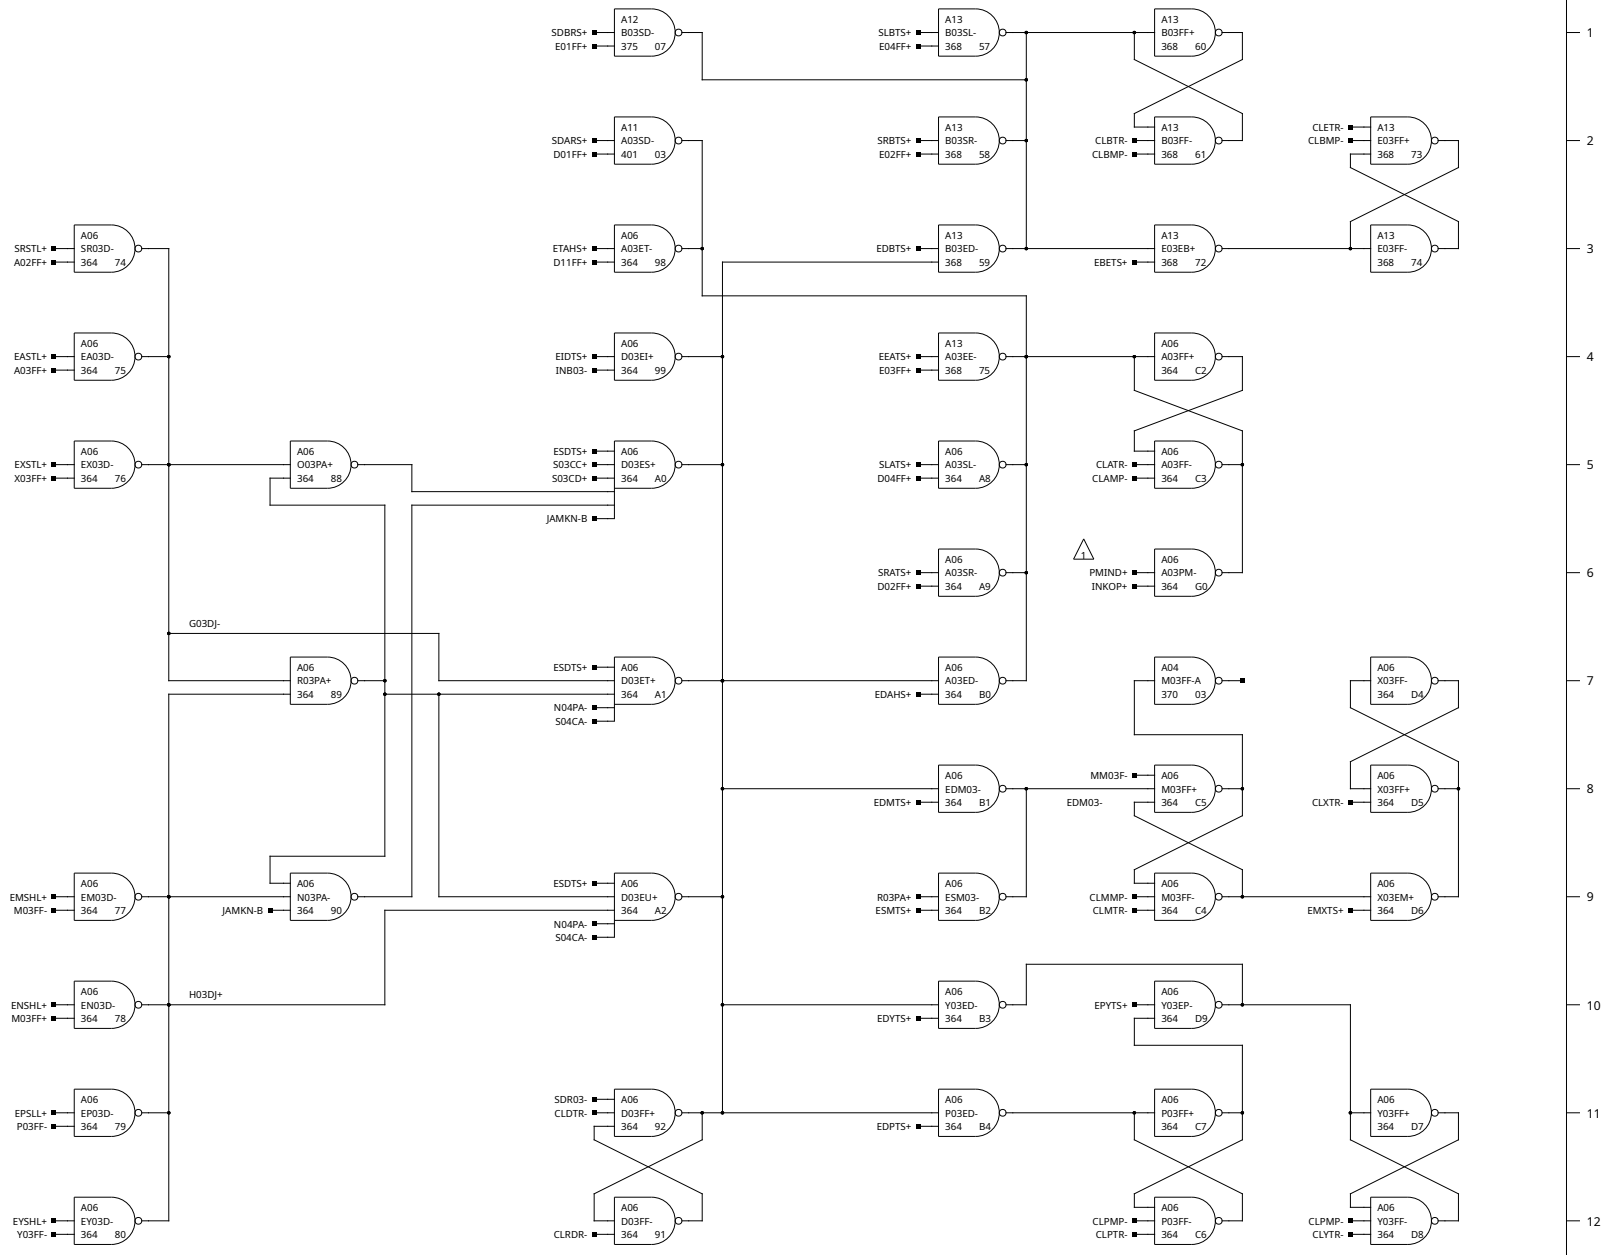 A12
SDBRS+ B03SD-
E01FF+ 375 07
A13
SLBTS+ B03SL-
E04FF+ 368 57
A13
B03FF+
368 60
1
A11
SDARS+ A03SD-
D01FF+ 401 03
A13
SRBTS+ B03SR-
E02FF+ 368 58
A13
CLBTR- B03FF-
CLBMP- 368 61
CLETR- A13
CLBMP- E03FF+
368 73
2
A06
SRSTL+ SR03D-
A02FF+ 364 74
A06
ETAHS+ A03ET-
D11FF+ 364 98
A13
EDBTS+ B03ED-
368 59
A13
E03EB+
EBETS+ 368 72
A13
E03FF-
368 74
3
A06
EASTL+ EA03D-
A03FF+ 364 75
A06
EIDTS+ D03EI+
INB03- 364 99
A13
EEATS+ A03EE-
E03FF+ 368 75
A06
A03FF+
364 C2
4
A06
EXSTL+ EX03D-
X03FF+ 364 76
A06
O03PA+
364 88
ESDTS+ A06
S03CC+ D03ES+
S03CD+ 364 A0
JAMKN-B
A06
SLATS+ A03SL-
D04FF+ 364 A8
A06
CLATR- A03FF-
CLAMP- 364 C3
5
A06
SRATS+ A03SR-
D02FF+ 364 A9
1
A06
PMIND+ A03PM-
INKOP+ 364 G0
6
G03DJ-
A06
R03PA+
364 89
ESDTS+ A06
D03ET+
364 A1
N04PA-
S04CA-
A06
A03ED-
EDAHS+ 364 B0
A04
M03FF-A
370 03
A06
X03FF-
364 D4
7
A06
EDM03-
EDMTS+ 364 B1
MM03F- A06
M03FF+
EDM03- 364 C5
A06
X03FF+
CLXTR- 364 D5
8
A06
EMSHL+ EM03D-
M03FF- 364 77
A06
N03PA-
JAMKN-B 364 90
ESDTS+ A06
D03EU+
364 A2
N04PA-
S04CA-
A06
R03PA+ ESM03-
ESMTS+ 364 B2
A06
CLMMP- M03FF-
CLMTR- 364 C4
A06
X03EM+
EMXTS+ 364 D6
9
A06
ENSHL+ EN03D-
M03FF+ 364 78
H03DJ+
A06
Y03ED-
EDYTS+ 364 B3
A06
EPYTS+ Y03EP-
364 D9
10
A06
EPSLL+ EP03D-
P03FF- 364 79
SDR03- A06
CLDTR- D03FF+
364 92
A06
P03ED-
EDPTS+ 364 B4
A06
P03FF+
364 C7
A06
Y03FF+
364 D7
11
A06
EYSHL+ EY03D-
Y03FF- 364 80
A06
D03FF-
CLRDR- 364 91
A06
CLPMP- P03FF-
CLPTR- 364 C6
A06
CLPMP- Y03FF-
CLYTR- 364 D8
12